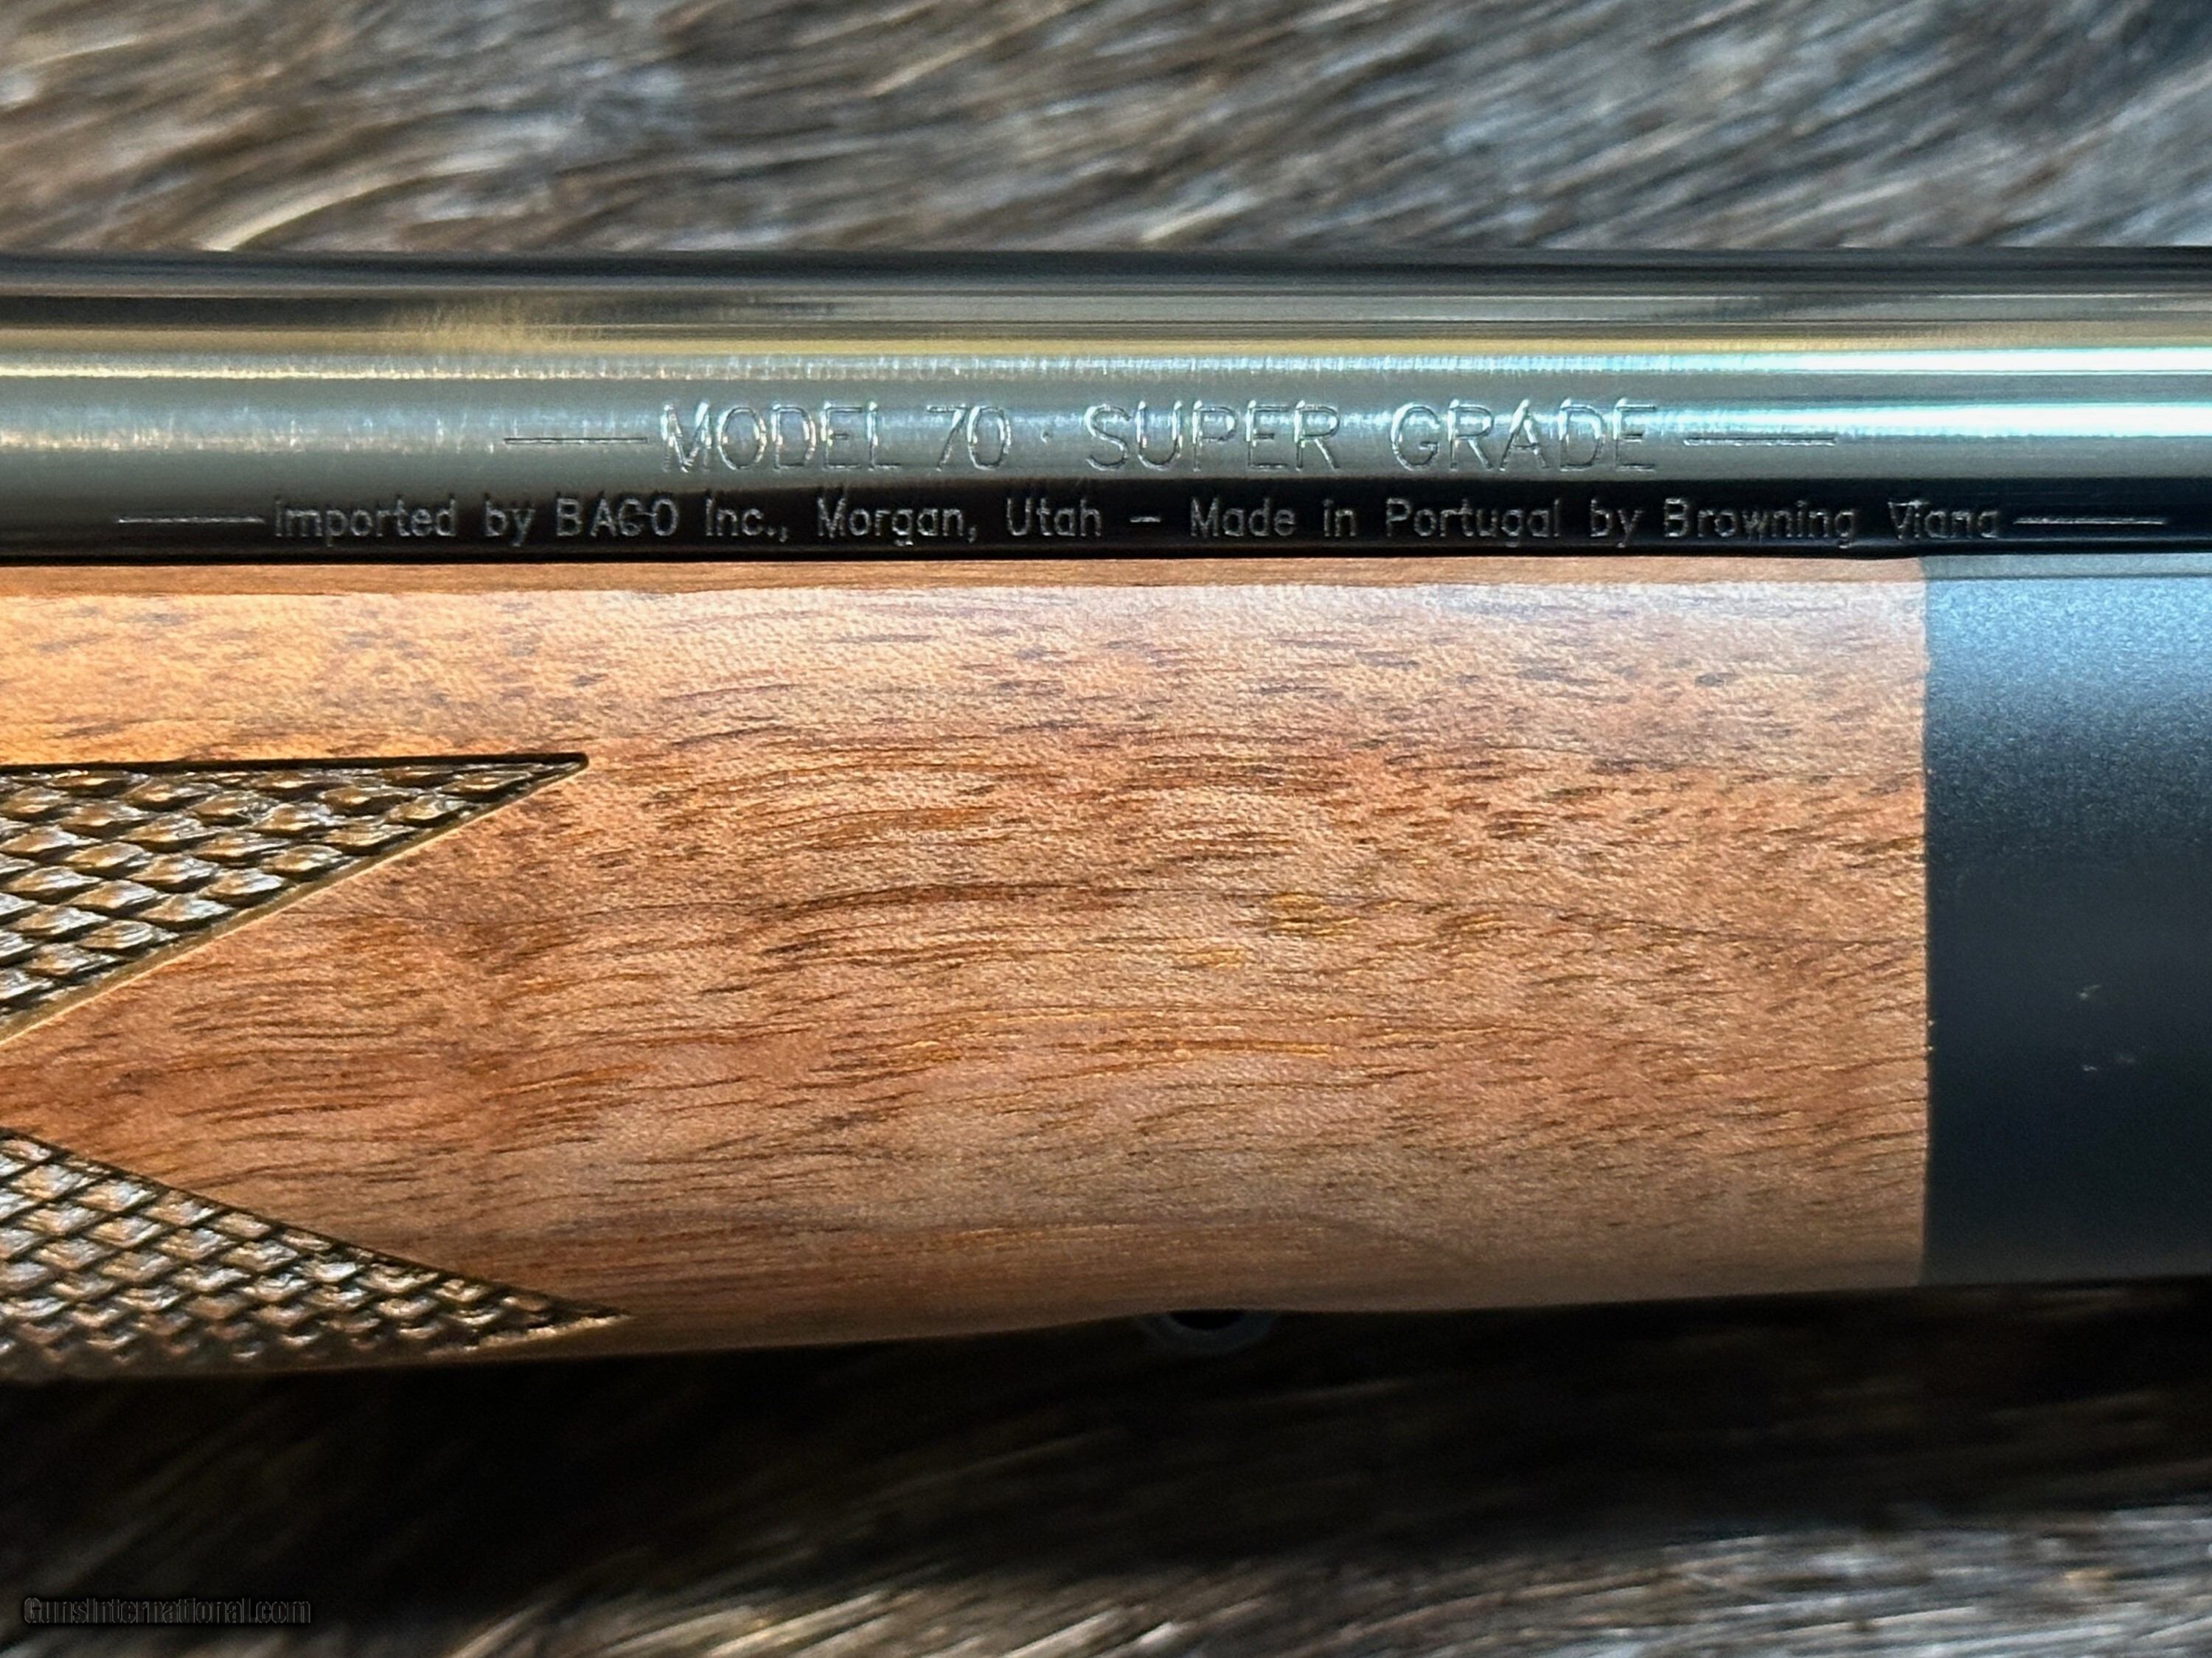 MODEL 70 · SUPER GRADE
Imported by BACO Inc., Morgan, Utah – Made in Portugal by Browning Viana
GunsInternational.com